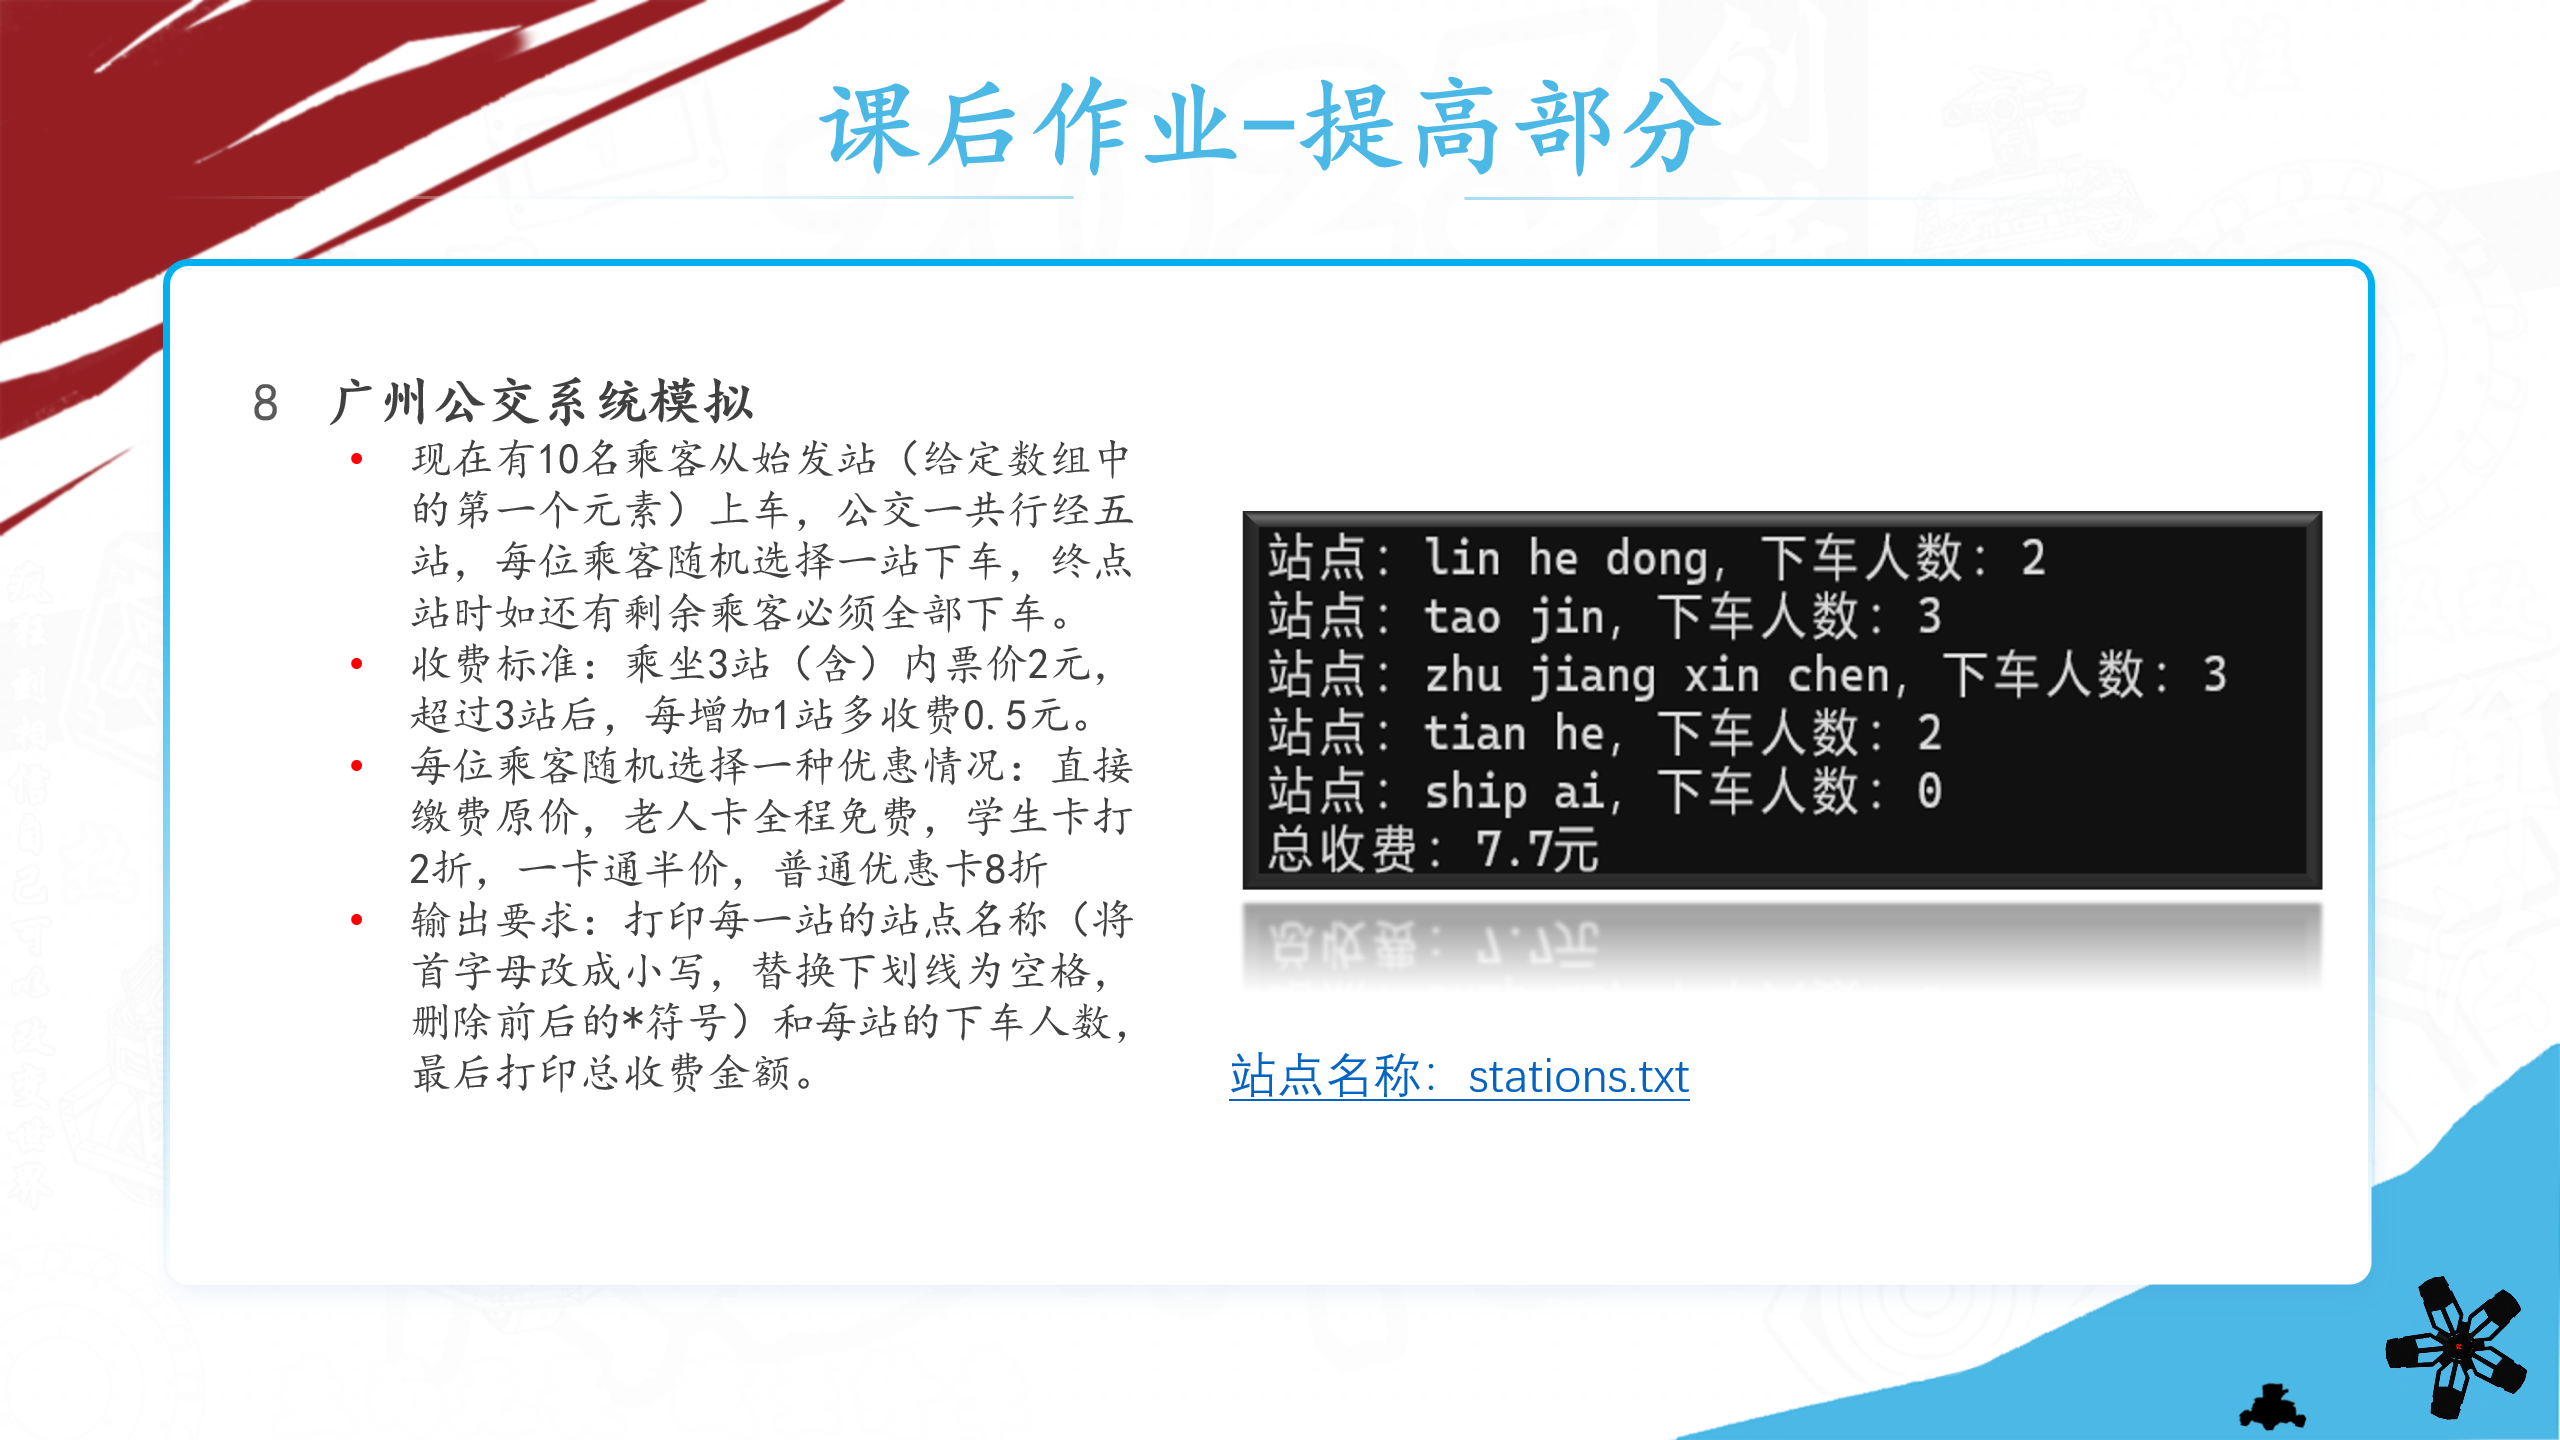 课后作业-提高部分
8 广州公交系统模拟
• 现在有10名乘客从始发站（给定数组中
的第一个元素）上车，公交一共行经五
站，每位乘客随机选择一站下车，终点
站时如还有剩余乘客必须全部下车。
• 收费标准：乘坐3站（含）内票价2元，
超过3站后，每增加1站多收费0.5元。
• 每位乘客随机选择一种优惠情况：直接
缴费原价，老人卡全程免费，学生卡打
2折，一卡通半价，普通优惠卡8折
• 输出要求：打印每一站的站点名称（将
首字母改成小写，替换下划线为空格，
删除前后的*符号）和每站的下车人数，
最后打印总收费金额。
站点：lin he dong, 下车人数：2
站点：tao jin, 下车人数：3
站点：zhu jiang xin chen, 下车人数：3
站点：tian he, 下车人数：2
站点：ship ai, 下车人数：0
总收费：7.7元
站点名称：stations.txt